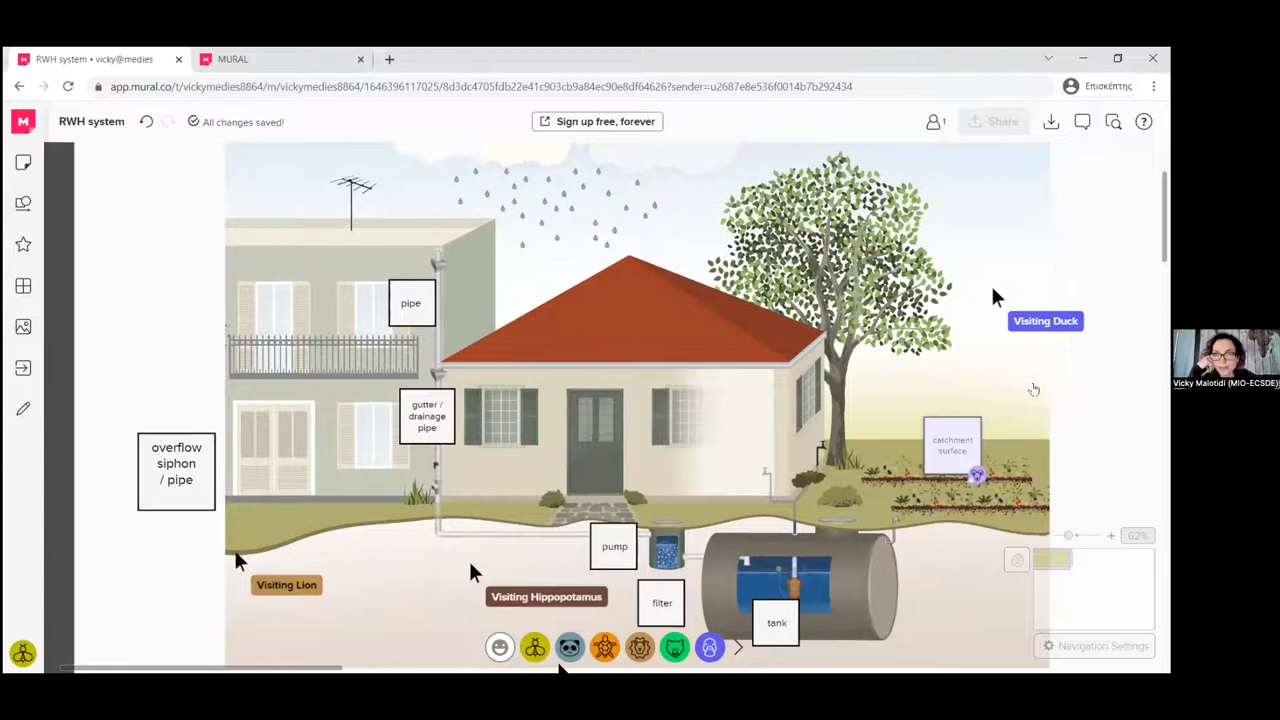 RWH system • vicky@medies
MURAL
app.mural.co/t/vickymedies8864/m/vickymedies8864/1646396117025/8d3dc4705fdb22e41c903cb9a84ec90e8df64626?sender=u2687e8e536f0014b7b292434
Επισκέπτης
RWH system
All changes saved!
Sign up free, forever
1
Share
pipe
Visiting Duck
gutter /
drainage
pipe
overflow
siphon
/ pipe
catchment
surface
pump
62%
Visiting Lion
Visiting Hippopotamus
filter
tank
Navigation Settings
Vicky Malotidi (MIO-ECSDE)